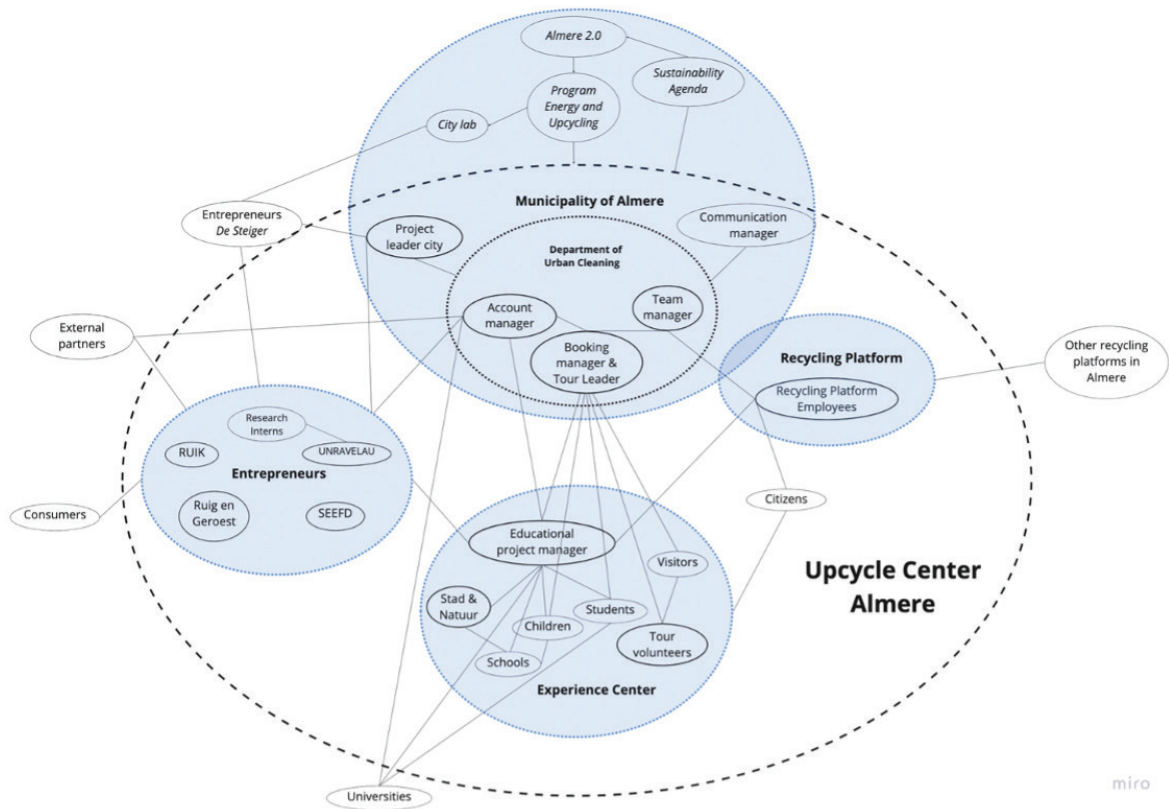 Almere 2.0
Sustainability
Agenda
Program
Energy and
Upcycling
City lab
Municipality of Almere
Entrepreneurs
De Steiger
Project
leader city
Communication
manager
Department of
Urban Cleaning
Account
manager
Team
manager
External
partners
Booking
manager &
Tour Leader
Recycling Platform
Recycling Platform
Employees
Other recycling
platforms in
Almere
Research
Interns
RUIK
UNRAVELAU
Entrepreneurs
Ruig en
Geroest
SEEFD
Consumers
Citizens
Educational
project manager
Visitors
Upcycle Center
Almere
Stad &
Natuur
Children
Students
Schools
Tour
volunteers
Experience Center
Universities
miro